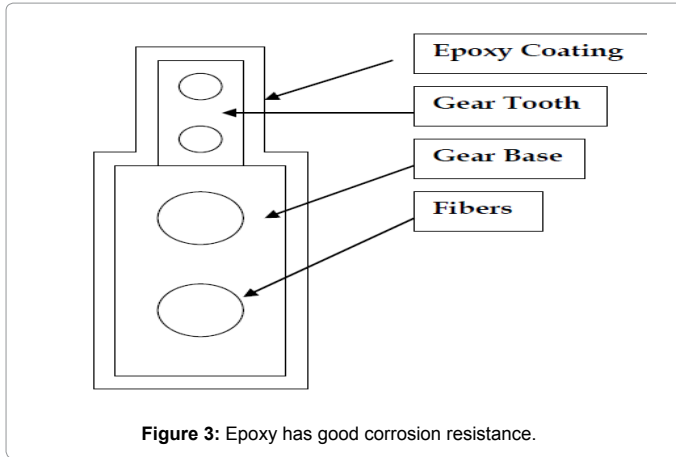 Epoxy Coating
Gear Tooth
Gear Base
Fibers
Figure 3: Epoxy has good corrosion resistance.